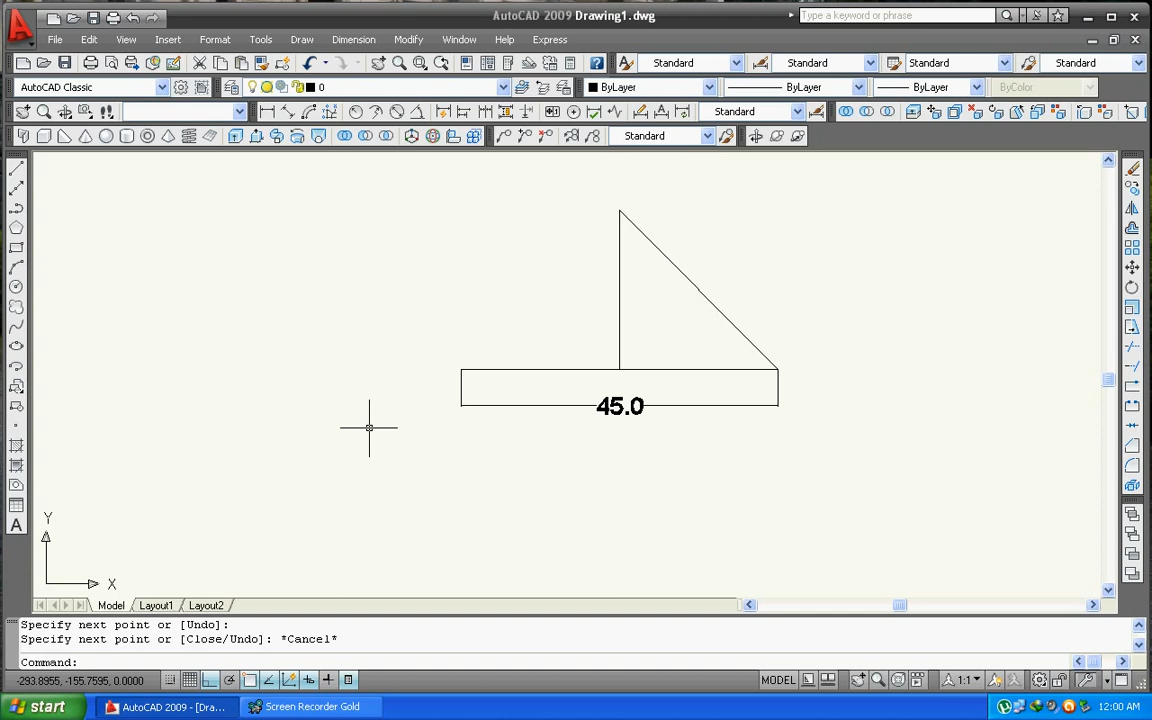 AutoCAD 2009 Drawing1.dwg
Type a keyword or phrase
File Edit View Insert Format Tools Draw Dimension Modify Window Help Express
Standard Standard Standard Standard
AutoCAD Classic 0 ByLayer ByLayer ByLayer ByColor
Standard
Standard
45.0
Y
X
A
Model Layout1 Layout2
Specify next point or [Undo]:
Specify next point or [Close/Undo]: *Cancel*
Command:
-293.8955, -155.7595, 0.0000 MODEL 1:1
start AutoCAD 2009 - [Dra... Screen Recorder Gold 12:00 AM